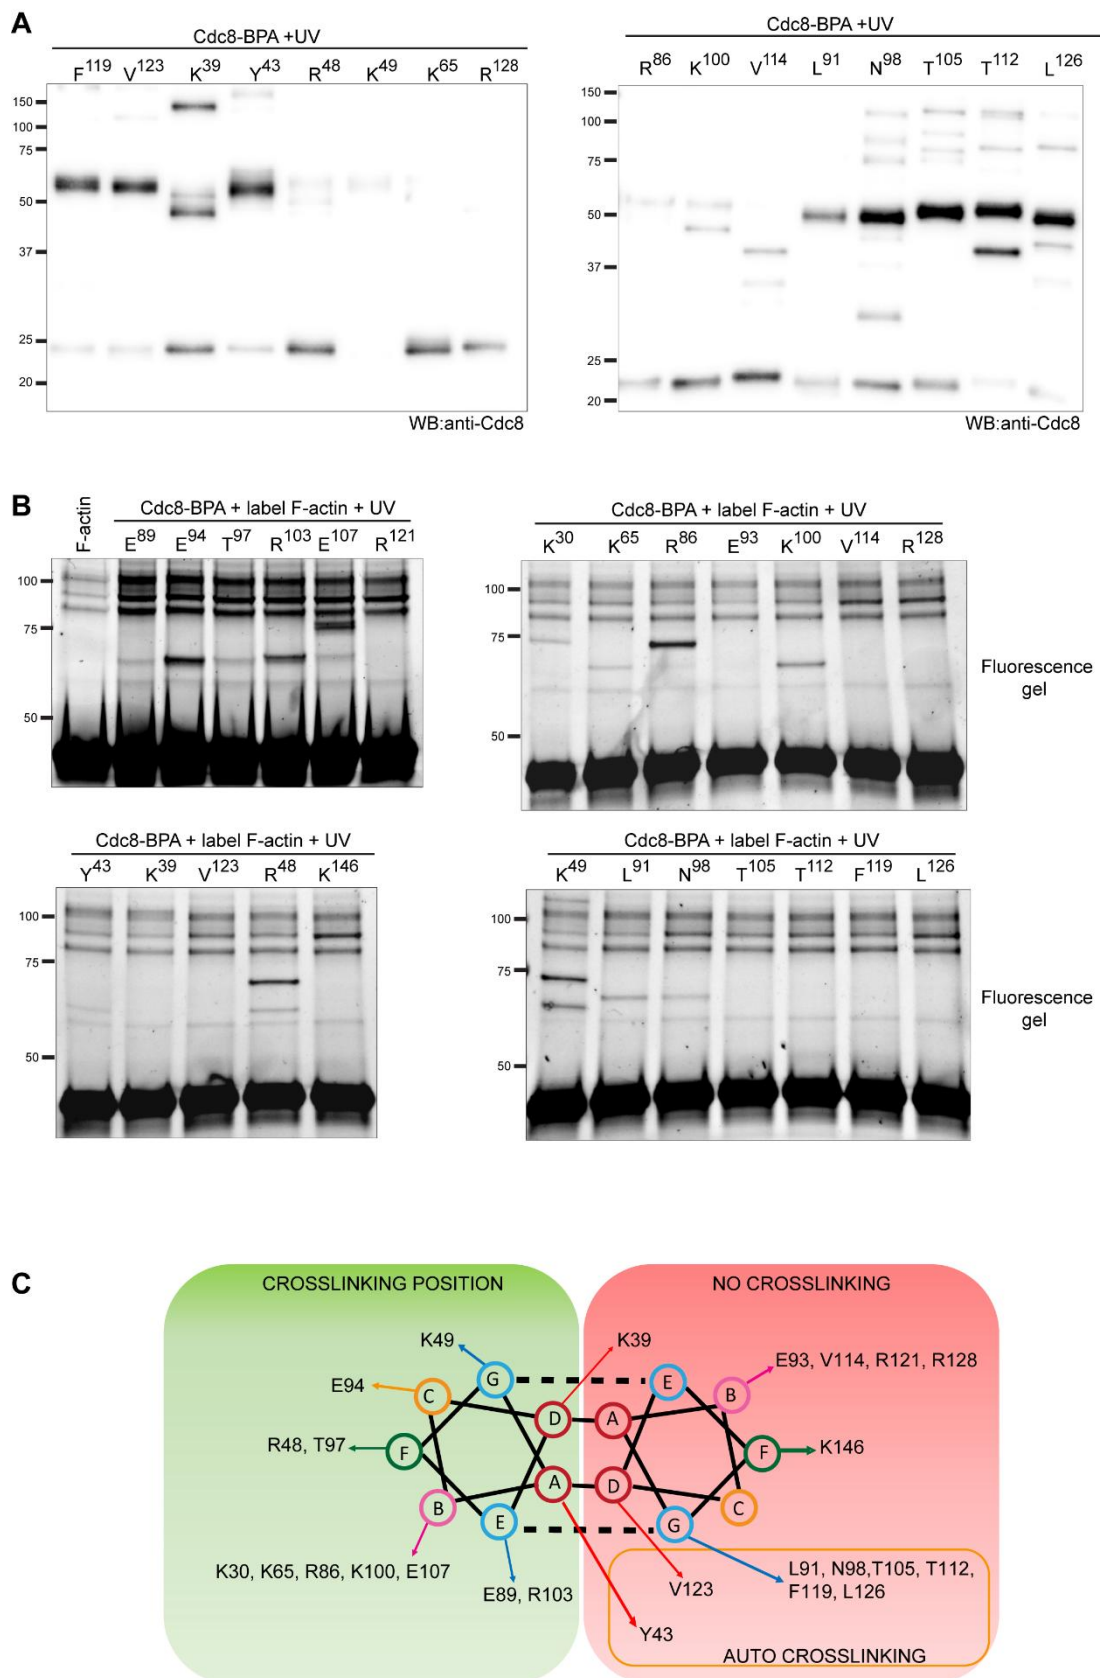 A
Cdc8-BPA +UV
F119 V123 K39 Y43 R48 K49 K65 R128
150
100
75
50
37
25
20
WB:anti-Cdc8
Cdc8-BPA +UV
R86 K100 V114 L91 N98 T105 T112 L126
150
100
75
50
37
25
20
WB:anti-Cdc8
B
F-actin
Cdc8-BPA + label F-actin + UV
E89 E94 T97 R103 E107 R121
100
75
50
Cdc8-BPA + label F-actin + UV
K30 K65 R86 E93 K100 V114 R128
100
75
50
Fluorescence
gel
Cdc8-BPA + label F-actin + UV
Y43 K39 V123 R48 K146
100
75
50
Cdc8-BPA + label F-actin + UV
K49 L91 N98 T105 T112 F119 L126
100
75
50
Fluorescence
gel
C
CROSSLINKING POSITION
NO CROSSLINKING
K49
K39
E93, V114, R121, R128
E94
G
E
C
B
D
A
R48, T97
F
F
K146
A
D
B
C
E
G
K30, K65, R86, K100, E107
E89, R103
V123
L91, N98,T105, T112,
F119, L126
Y43
AUTO CROSSLINKING